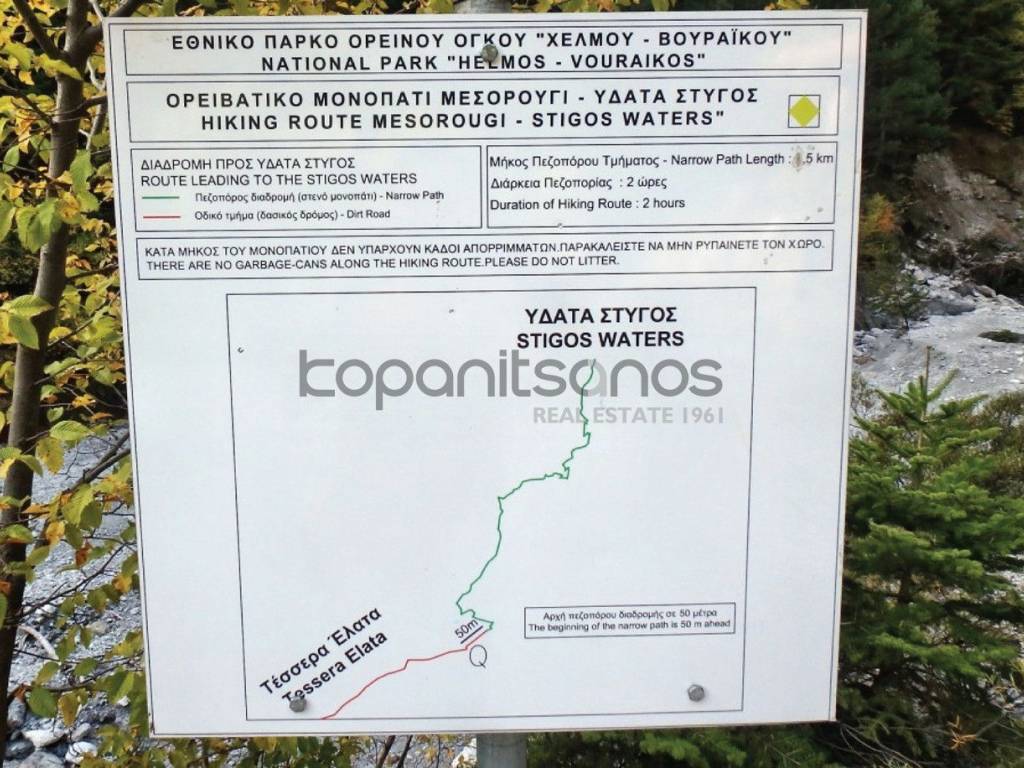 ΕΘΝΙΚΟ ΠΑΡΚΟ ΟΡΕΙΝΟΥ ΟΓΚΟΥ "ΧΕΛΜΟΥ - ΒΟΥΡΑΪΚΟΥ"
NATIONAL PARK "HELMOS - VOURAIKOS"
ΟΡΕΙΒΑΤΙΚΟ ΜΟΝΟΠΑΤΙ ΜΕΣΟΡΟΥΓΙ - ΥΔΑΤΑ ΣΤΥΓΟΣ
HIKING ROUTE MESOROUGI - STIGOS WATERS"
ΔΙΑΔΡΟΜΗ ΠΡΟΣ ΥΔΑΤΑ ΣΤΥΓΟΣ
ROUTE LEADING TO THE STIGOS WATERS
Πεζοπόρος διαδρομή (στενό μονοπάτι) - Narrow Path
Οδικό τμήμα (δασικός δρόμος) - Dirt Road
Μήκος Πεζοπόρου Τμήματος - Narrow Path Length : .5 km
Διάρκεια Πεζοπορίας : 2 ώρες
Duration of Hiking Route : 2 hours
ΚΑΤΑ ΜΗΚΟΣ ΤΟΥ ΜΟΝΟΠΑΤΙΟΥ ΔΕΝ ΥΠΑΡΧΟΥΝ ΚΑΔΟΙ ΑΠΟΡΡΙΜΜΑΤΩΝ.ΠΑΡΑΚΑΛΕΙΣΤΕ ΝΑ ΜΗΝ ΡΥΠΑΙΝΕΤΕ ΤΟΝ ΧΩΡΟ.
THERE ARE NO GARBAGE-CANS ALONG THE HIKING ROUTE.PLEASE DO NOT LITTER.
ΥΔΑΤΑ ΣΤΥΓΟΣ
STIGOS WATERS
kopanitsanos
REAL ESTATE 1961
Αρχή πεζοπόρου διαδρομής σε 50 μέτρα
The beginning of the narrow path is 50 m ahead
50m
Τέσσερα Έλατα
Tessera Elata